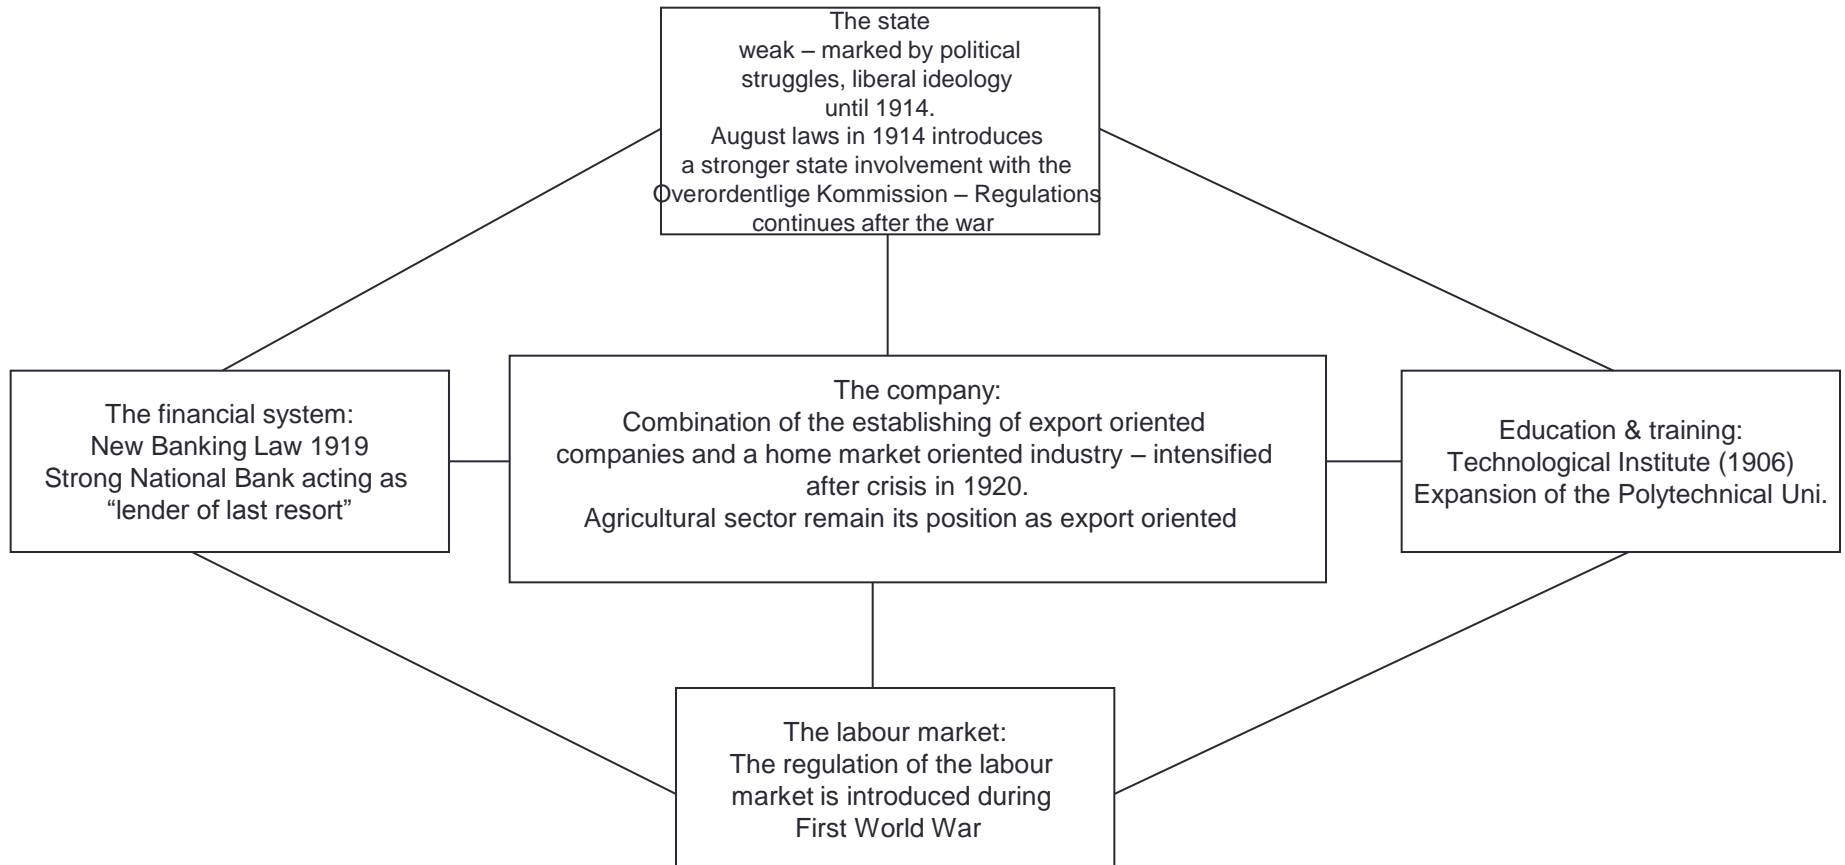 The state
weak – marked by political
struggles, liberal ideology
until 1914.
August laws in 1914 introduces
a stronger state involvement with the
Overordentlige Kommission – Regulations
continues after the war
The financial system:
New Banking Law 1919
Strong National Bank acting as
“lender of last resort”
The company:
Combination of the establishing of export oriented
companies and a home market oriented industry – intensified
after crisis in 1920.
Agricultural sector remain its position as export oriented
Education & training:
Technological Institute (1906)
Expansion of the Polytechnical Uni.
The labour market:
The regulation of the labour
market is introduced during
First World War